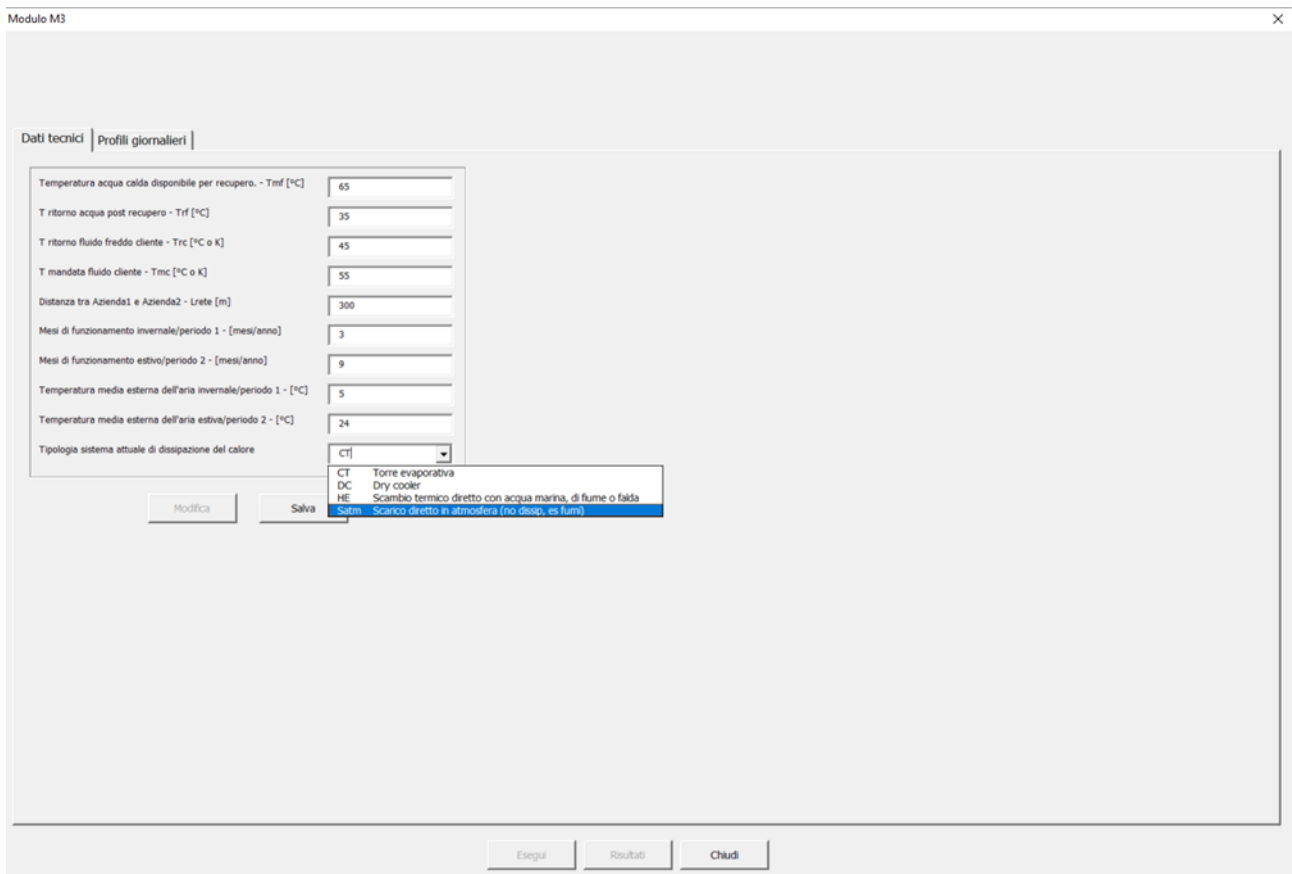 Modulo M3
Dati tecnici Profili giornalieri
Temperatura acqua calda disponibile per recupero. - Tmf [°C] 65
T ritorno acqua post recupero - Trf [°C] 35
T ritorno fluido freddo cliente - Trc [°C o K] 45
T mandata fluido cliente - Tmc [°C o K] 55
Distanza tra Azienda1 e Azienda2 - Lrete [m] 300
Mesi di funzionamento invernale/periodo 1 - [mesi/anno] 3
Mesi di funzionamento estivo/periodo 2 - [mesi/anno] 9
Temperatura media esterna dell'aria invernale/periodo 1 - [°C] 5
Temperatura media esterna dell'aria estiva/periodo 2 - [°C] 24
Tipologia sistema attuale di dissipazione del calore CT
CT Torre evaporativa
DC Dry cooler
HE Scambio termico diretto con acqua marina, di fiume o falda
Satm Scarico diretto in atmosfera (no dissip, es fumi)
Modifica Salva
Esegui Risultati Chiudi